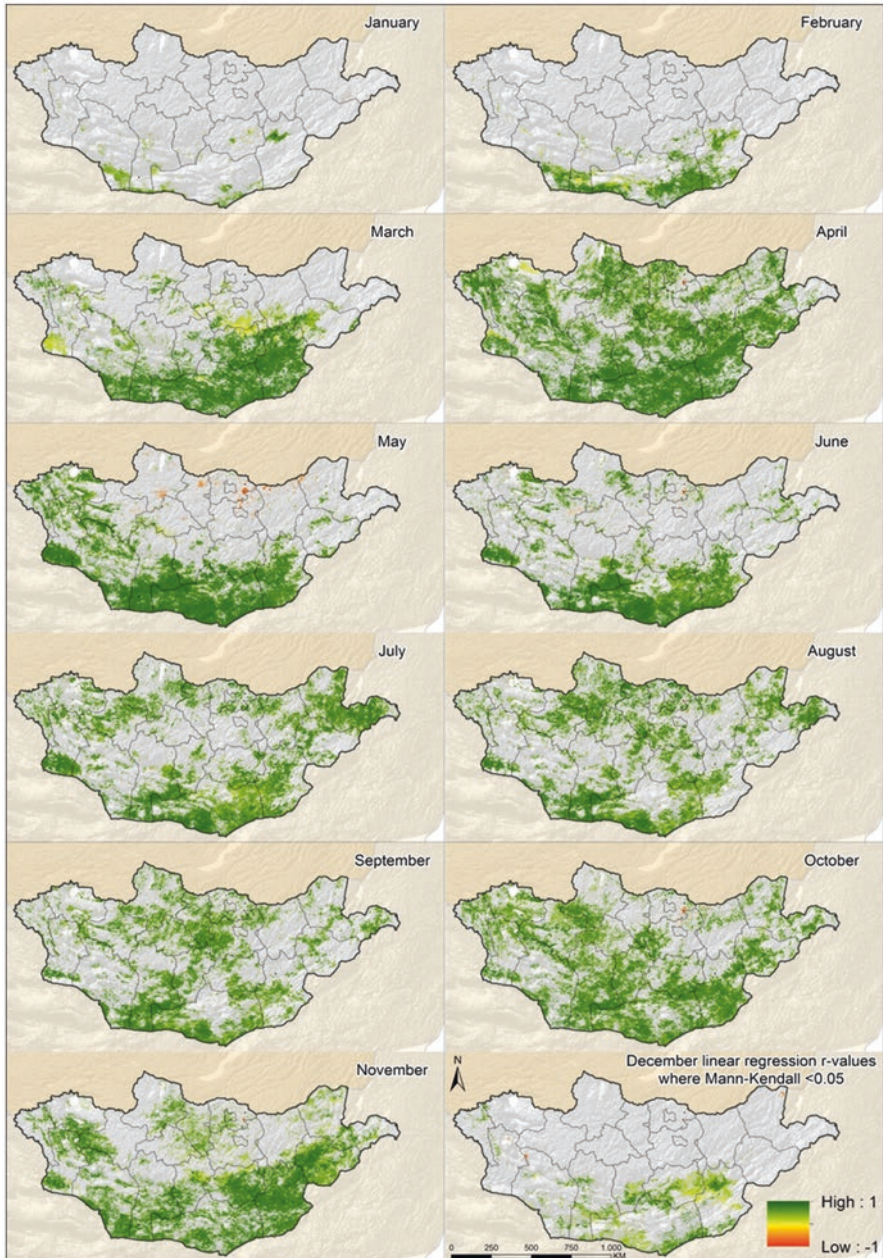 January
February
March
April
May
June
July
August
September
October
November
N
December linear regression r-values
where Mann-Kendall <0.05
High : 1
Low : -1
0 250 500 750 1.000
KM